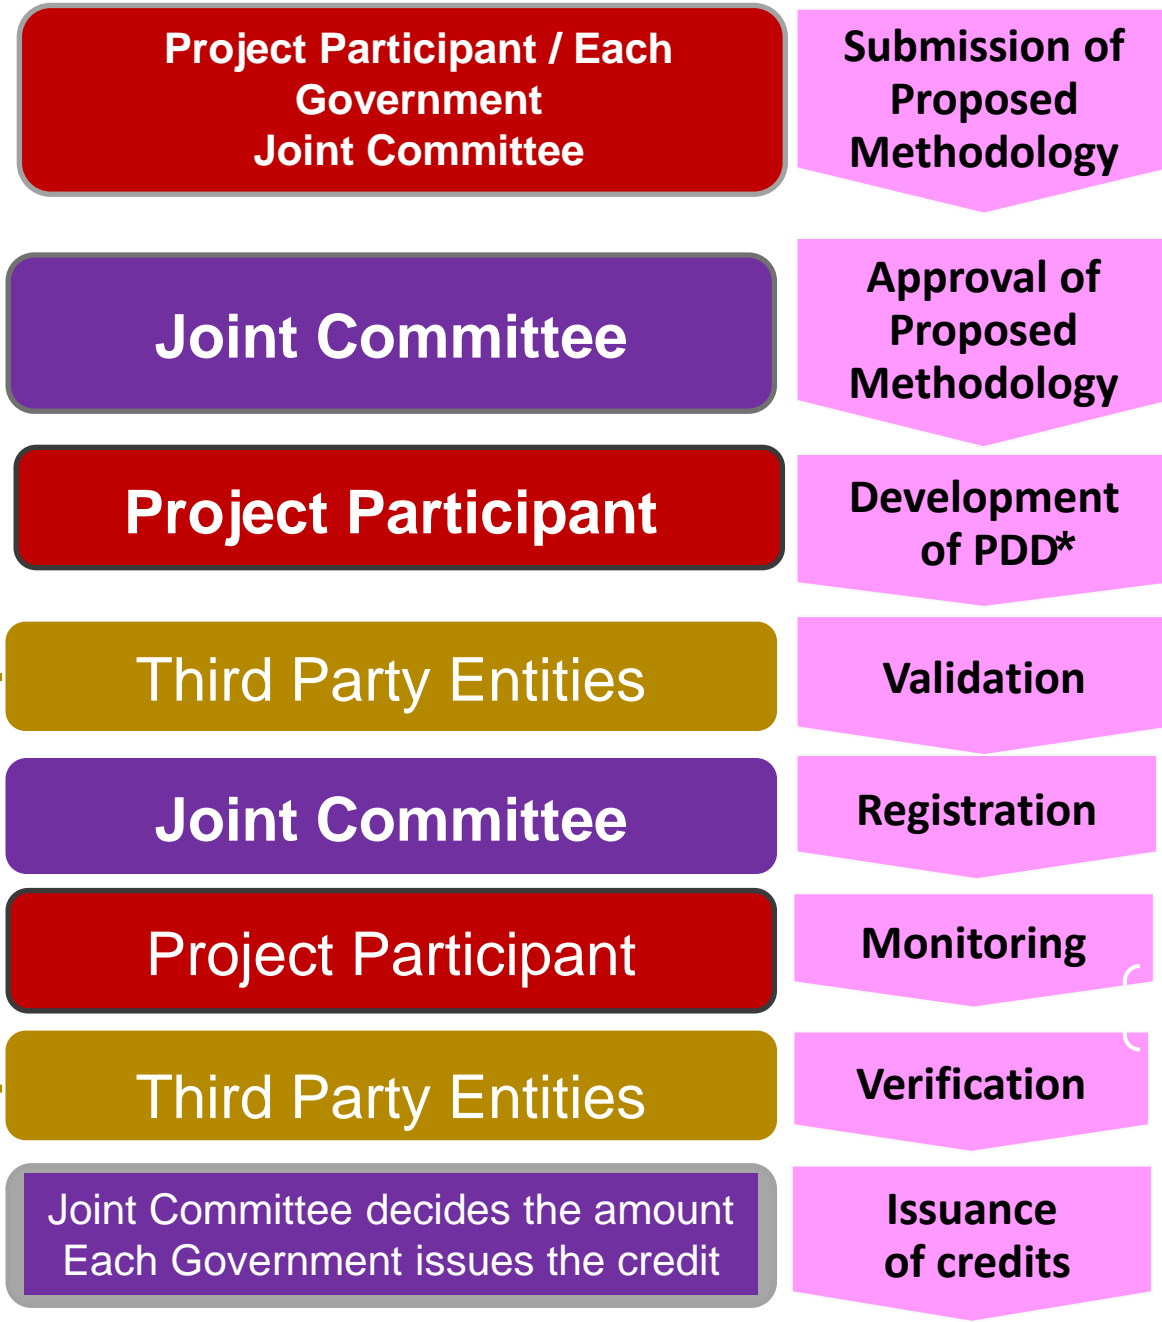 Project Participant / Each
Government
Joint Committee
Submission of
Proposed
Methodology
Joint Committee
Approval of
Proposed
Methodology
Project Participant
Development
of PDD*
Third Party Entities
Validation
Joint Committee
Registration
Project Participant
Monitoring
Third Party Entities
Verification
Joint Committee decides the amount
Each Government issues the credit
Issuance
of credits